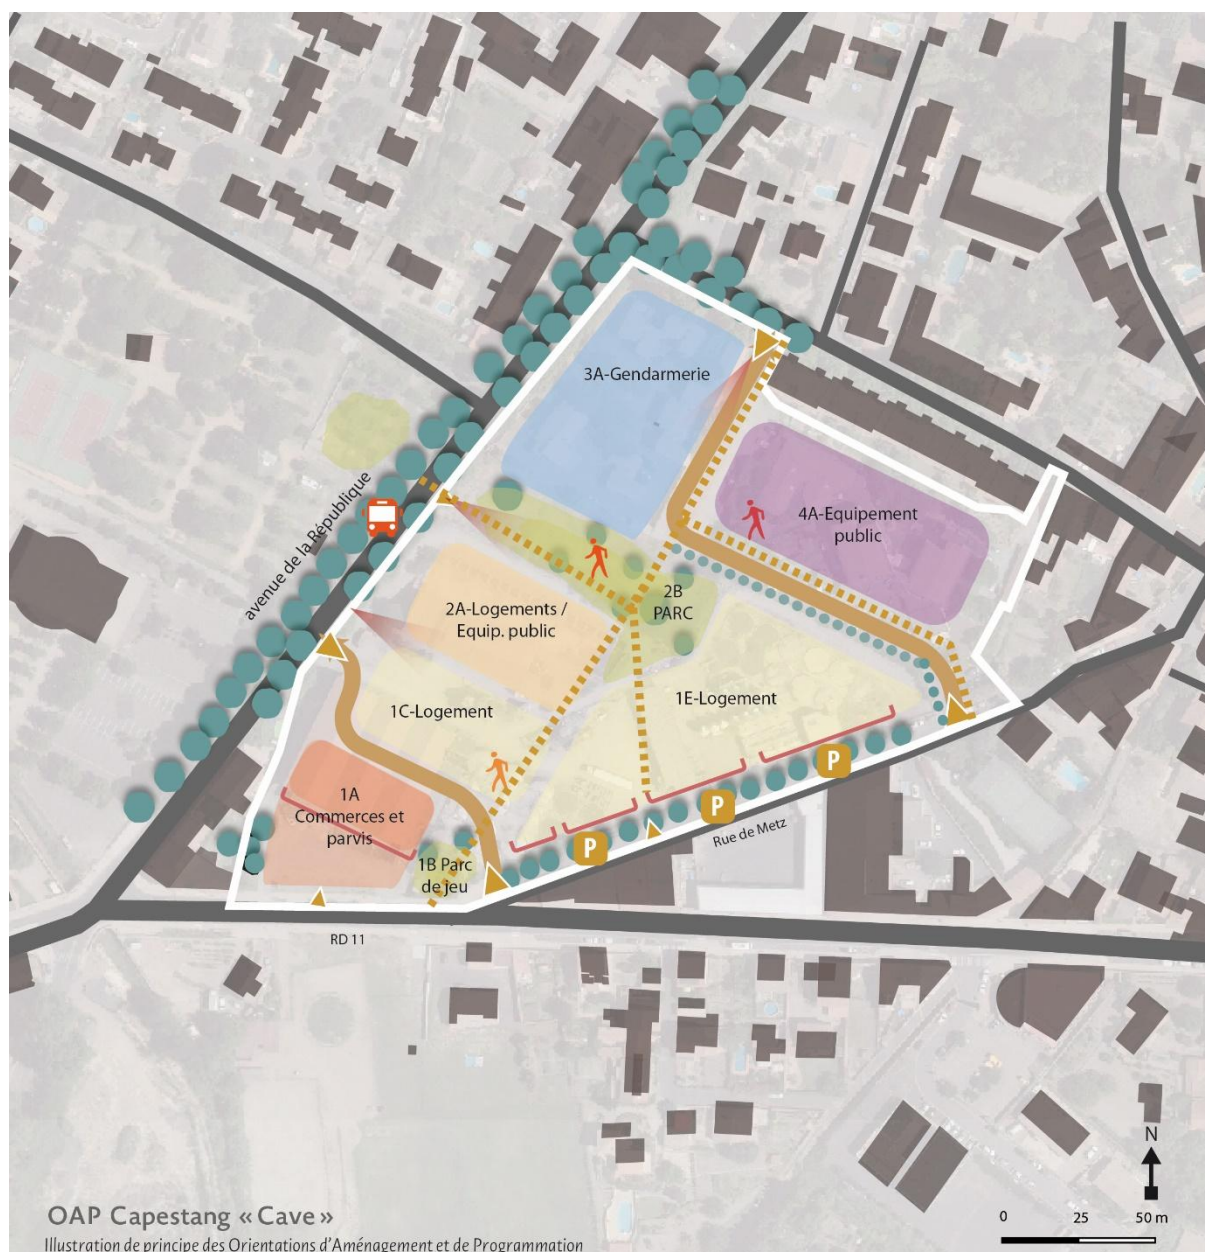 3A-Gendarmerie
avenue de la République
4A-Equipement
public
2B
PARC
2A-Logements /
Equip. public
1C-Logement
1E-Logement
1A
Commerces et
parvis
1B Parc
de jeu
P
P
P
Rue de Metz
RD 11
N
0 25 50 m
OAP Capestang « Cave »
Illustration de principe des Orientations d'Aménagement et de Programmation